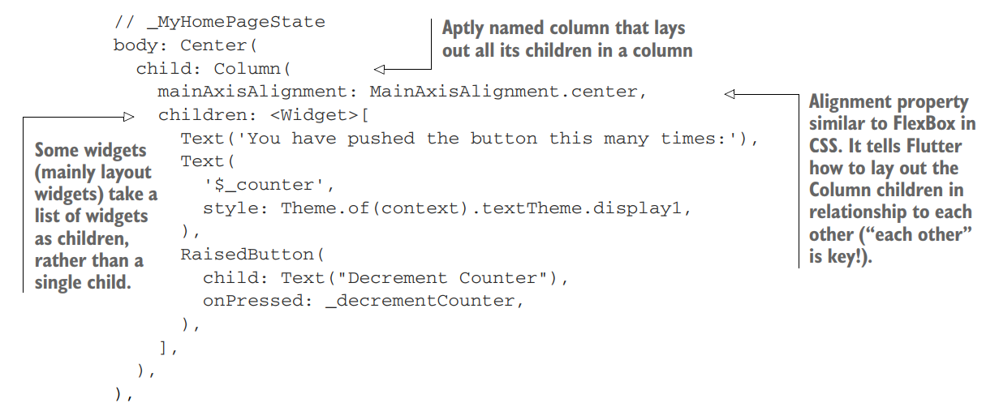 // _MyHomePageState
body: Center(
child: Column(
mainAxisAlignment: MainAxisAlignment.center,
children: <Widget>[
Text('You have pushed the button this many times:'),
Text(
'$_counter',
style: Theme.of(context).textTheme.display1,
),
RaisedButton(
child: Text("Decrement Counter"),
onPressed: _decrementCounter,
),
],
),
),
Aptly named column that lays
out all its children in a column
Alignment property
similar to FlexBox in
CSS. It tells Flutter
how to lay out the
Column children in
relationship to each
other (“each other”
is key!).
Some widgets
(mainly layout
widgets) take a
list of widgets
as children,
rather than a
single child.